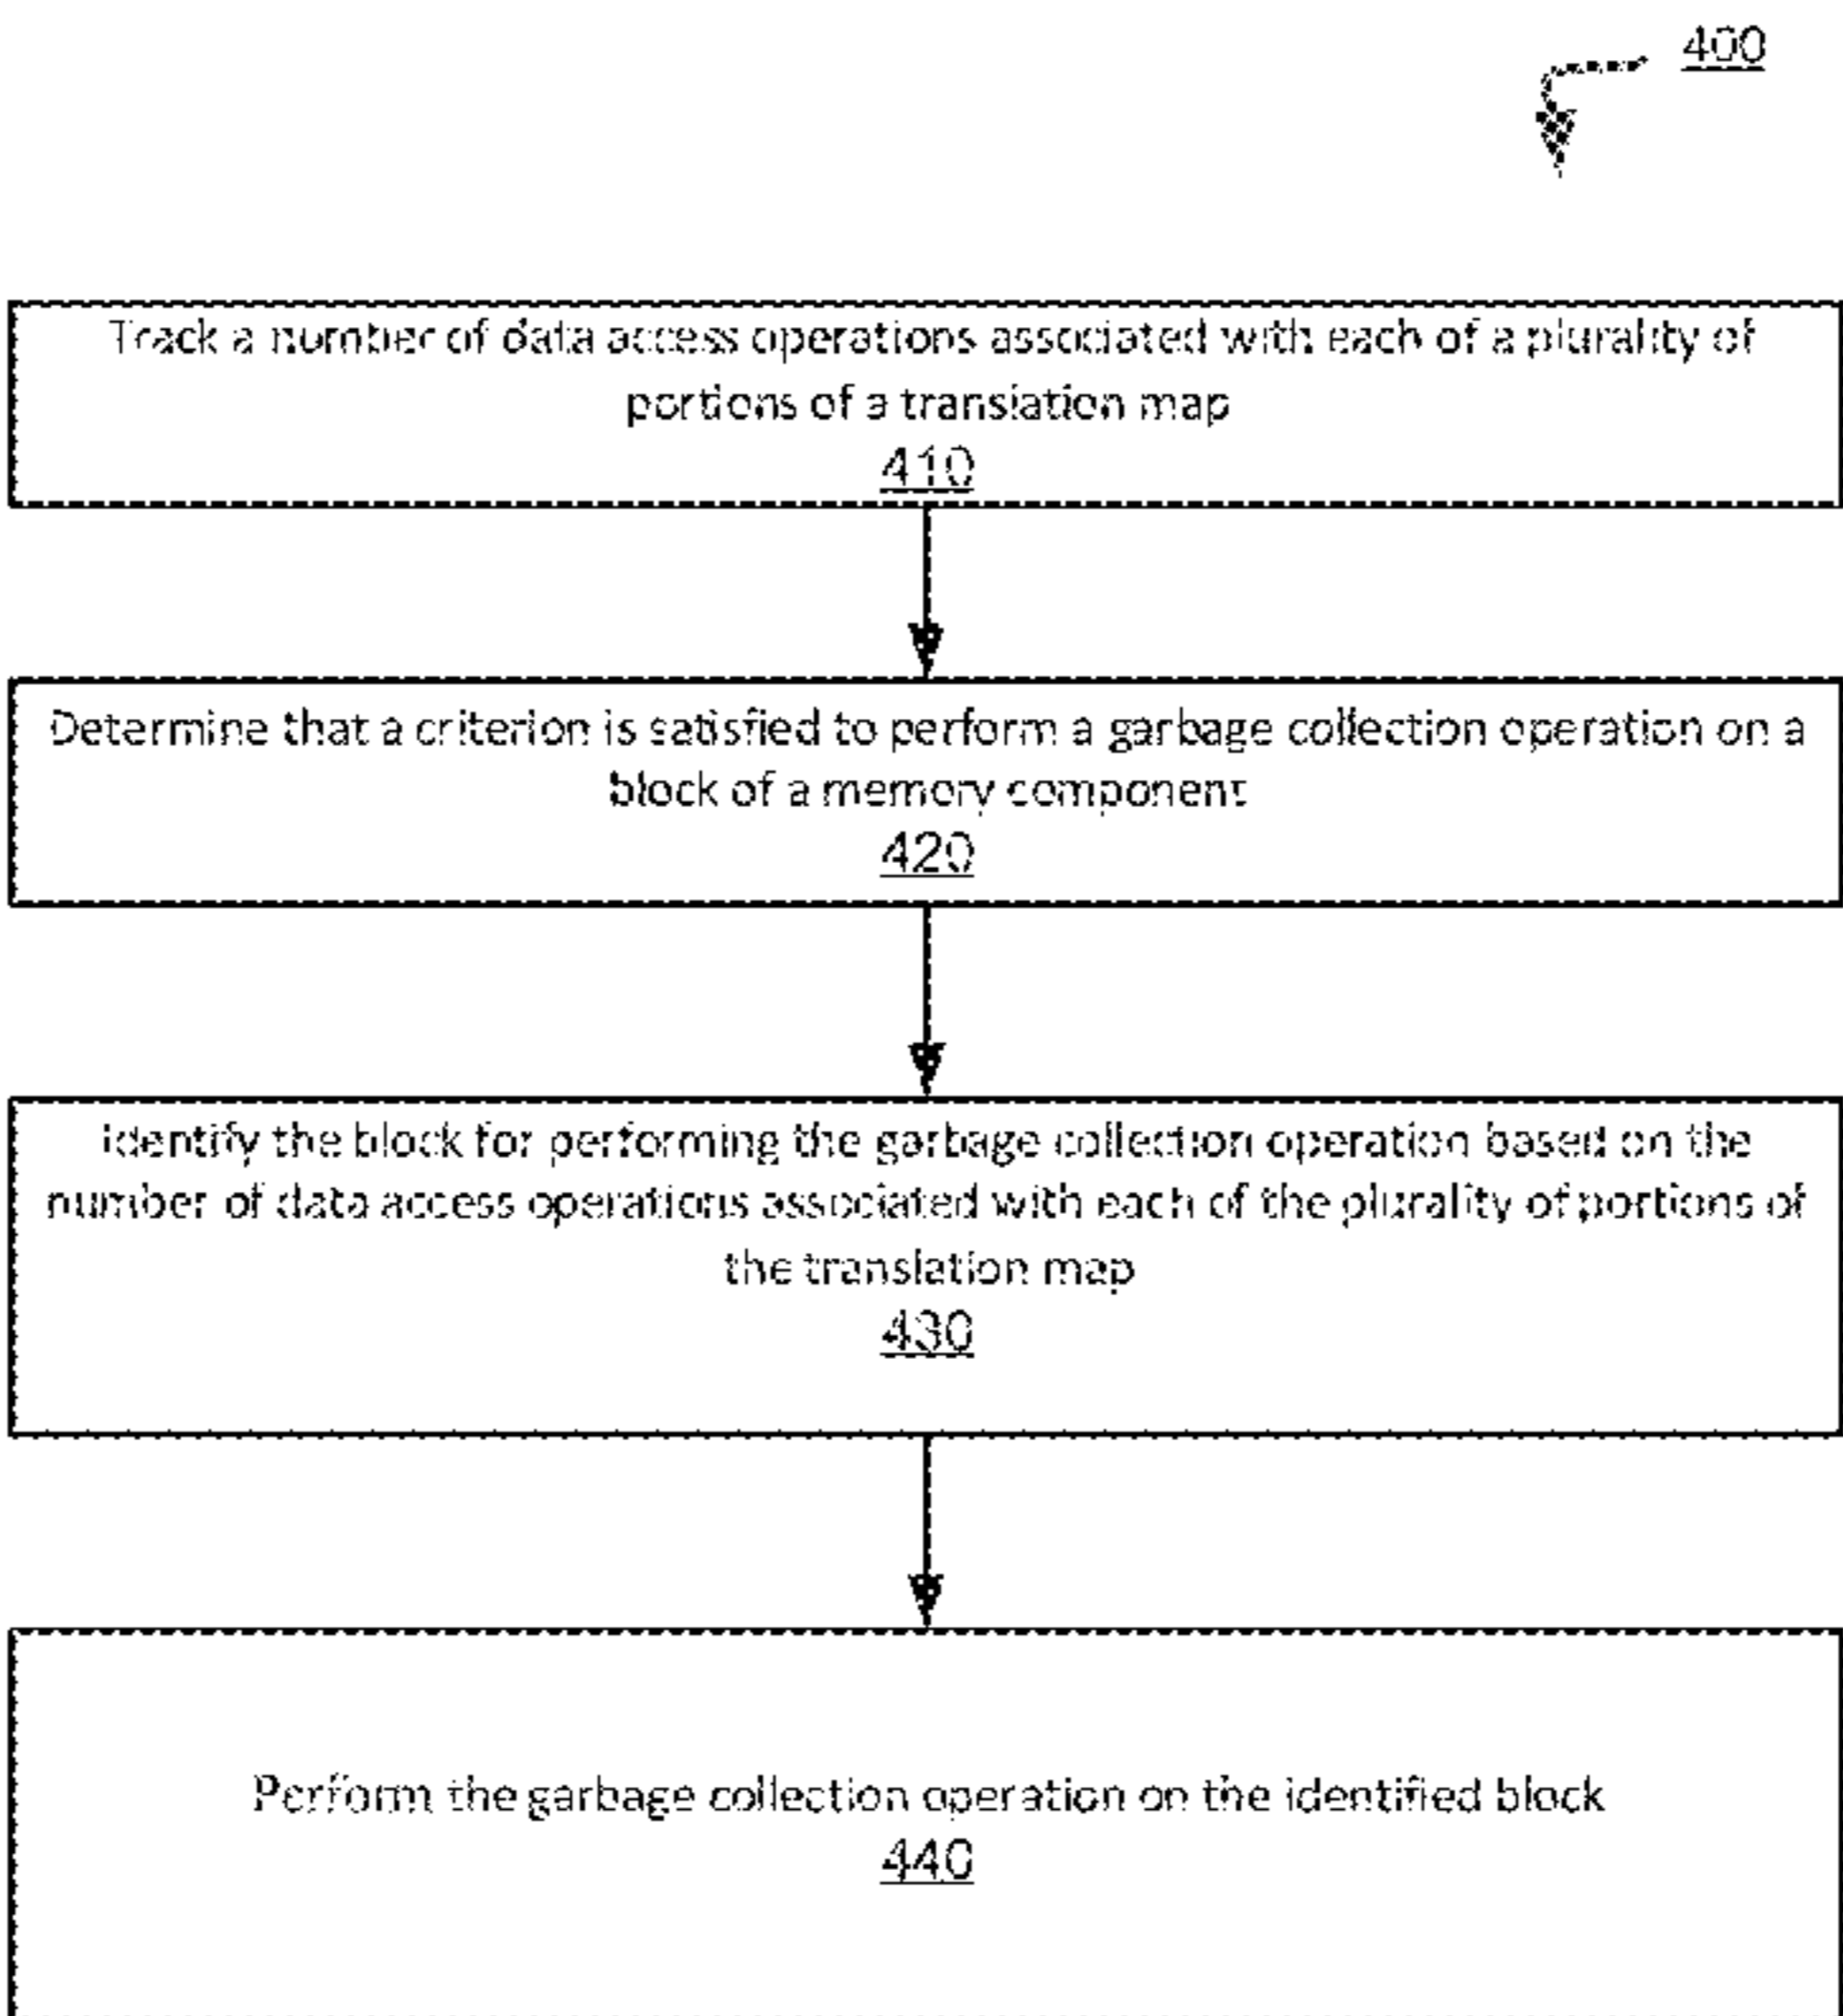 400
Track a number of data access operations associated with each of a plurality of
portions of a translation map
410
Determine that a criterion is satisfied to perform a garbage collection operation on a
block of a memory component
420
Identify the block for performing the garbage collection operation based on the
number of data access operations associated with each of the plurality of portions of
the translation map
430
Perform the garbage collection operation on the identified block
440